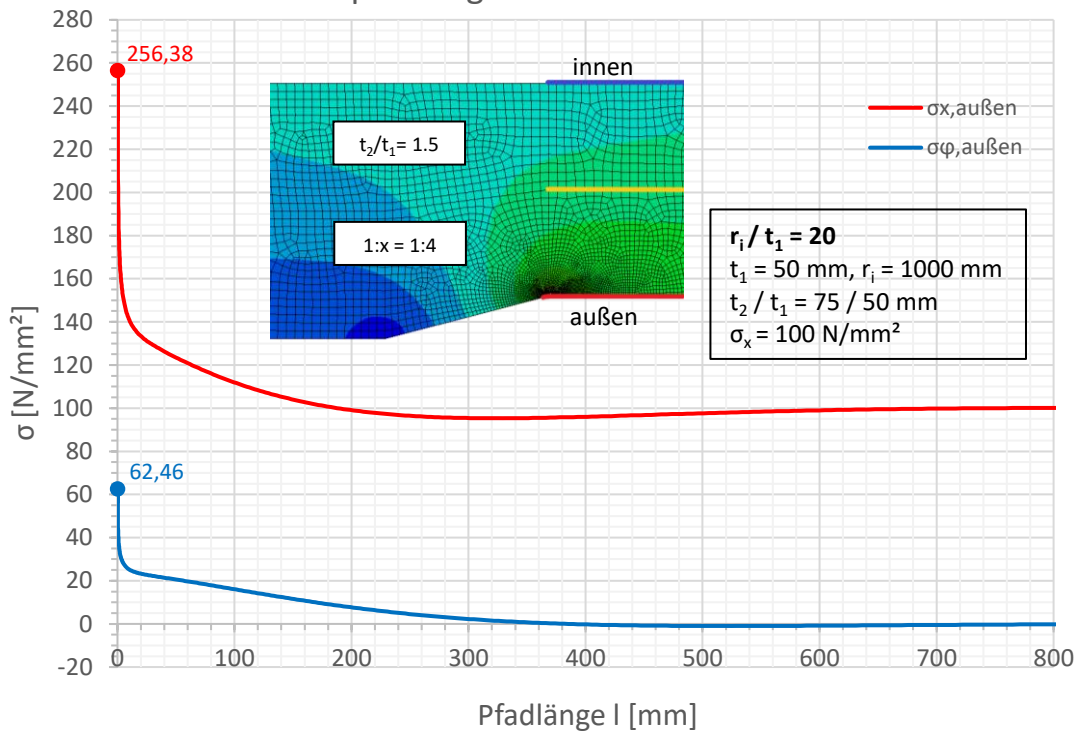 280
260
240
220
200
180
160
140
120
100
80
60
40
20
0
-20
σ [N/mm²]
256,38
62,46
innen
t₂/t₁= 1.5
1:x = 1:4
außen
σx,außen
σφ,außen
rᵢ / t₁ = 20
t₁ = 50 mm, rᵢ = 1000 mm
t₂ / t₁ = 75 / 50 mm
σₓ = 100 N/mm²
0 100 200 300 400 500 600 700 800
Pfadlänge l [mm]